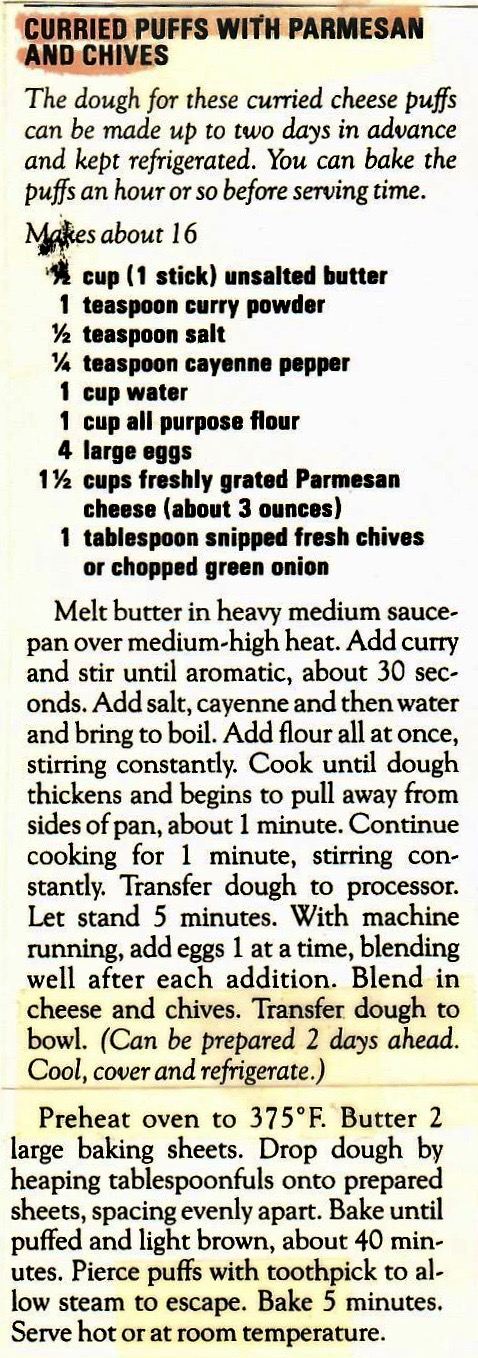 CURRIED PUFFS WITH PARMESAN
AND CHIVES
The dough for these curried cheese puffs
can be made up to two days in advance
and kept refrigerated. You can bake the
puffs an hour or so before serving time.
Makes about 16
½ cup (1 stick) unsalted butter
1 teaspoon curry powder
½ teaspoon salt
¼ teaspoon cayenne pepper
1 cup water
1 cup all purpose flour
4 large eggs
1½ cups freshly grated Parmesan
cheese (about 3 ounces)
1 tablespoon snipped fresh chives
or chopped green onion
Melt butter in heavy medium sauce-
pan over medium-high heat. Add curry
and stir until aromatic, about 30 sec-
onds. Add salt, cayenne and then water
and bring to boil. Add flour all at once,
stirring constantly. Cook until dough
thickens and begins to pull away from
sides of pan, about 1 minute. Continue
cooking for 1 minute, stirring con-
stantly. Transfer dough to processor.
Let stand 5 minutes. With machine
running, add eggs 1 at a time, blending
well after each addition. Blend in
cheese and chives. Transfer dough to
bowl. (Can be prepared 2 days ahead.
Cool, cover and refrigerate.)
Preheat oven to 375°F. Butter 2
large baking sheets. Drop dough by
heaping tablespoonfuls onto prepared
sheets, spacing evenly apart. Bake until
puffed and light brown, about 40 min-
utes. Pierce puffs with toothpick to al-
low steam to escape. Bake 5 minutes.
Serve hot or at room temperature.